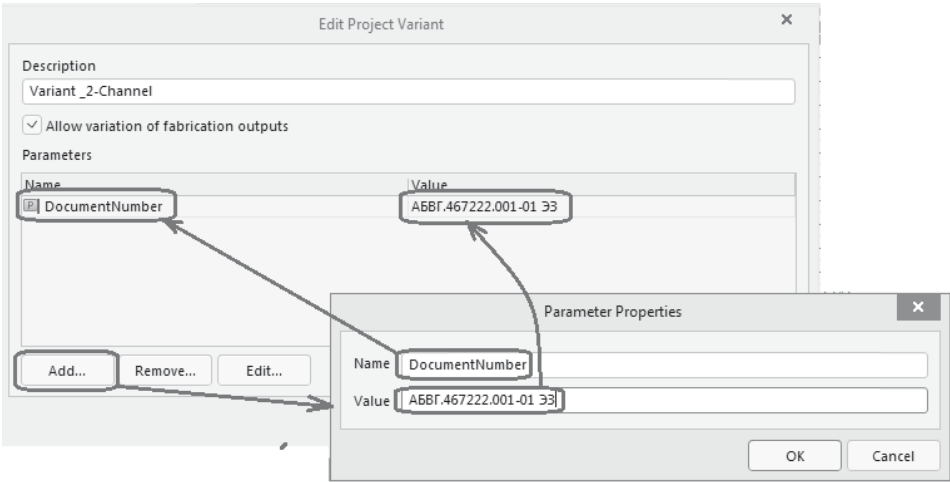 Edit Project Variant
Description
Variant _2-Channel
Allow variation of fabrication outputs
Parameters
Name Value
P DocumentNumber АБВГ.467222.001-01 ЭЗ
Parameter Properties
Name DocumentNumber
Value АБВГ.467222.001-01 ЭЗ
Add... Remove... Edit...
OK Cancel